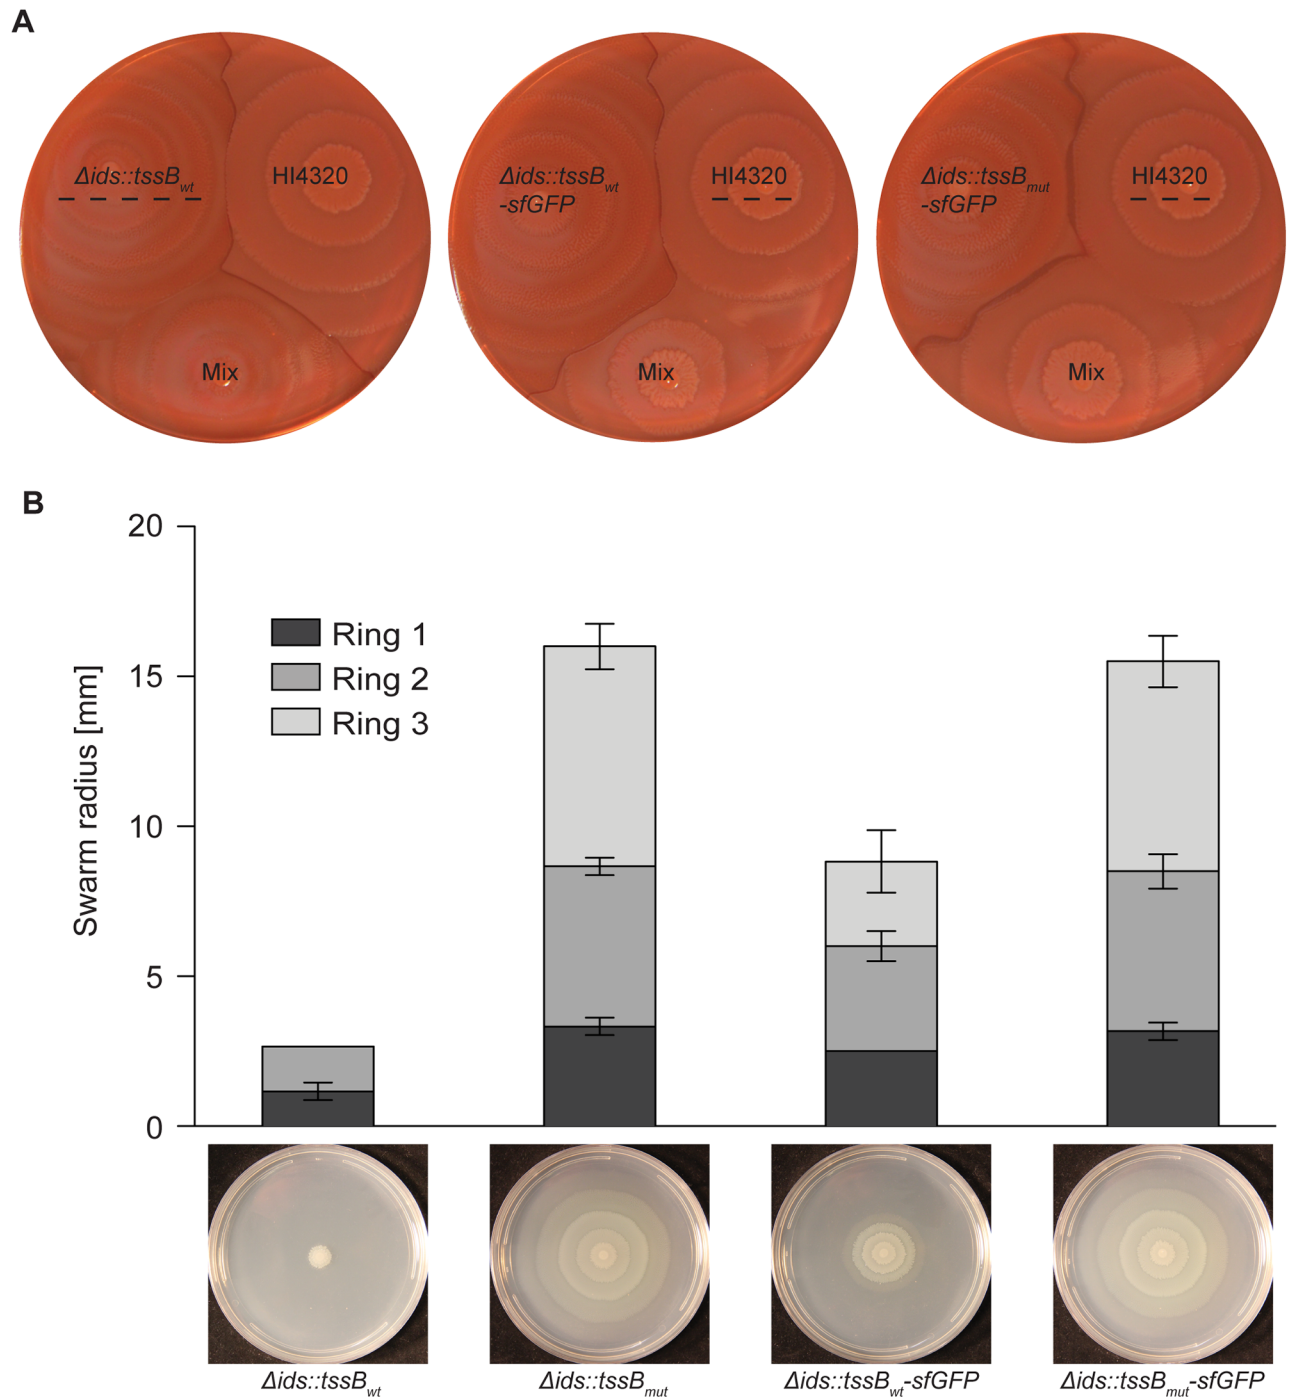 A
Δids::tssBwt
HI4320
Mix
Δids::tssBwt
-sfGFP
HI4320
Mix
Δids::tssBmut
-sfGFP
HI4320
Mix
B
Swarm radius [mm]
20
15
10
5
0
Ring 1
Ring 2
Ring 3
Δids::tssBwt
Δids::tssBmut
Δids::tssBwt-sfGFP
Δids::tssBmut-sfGFP